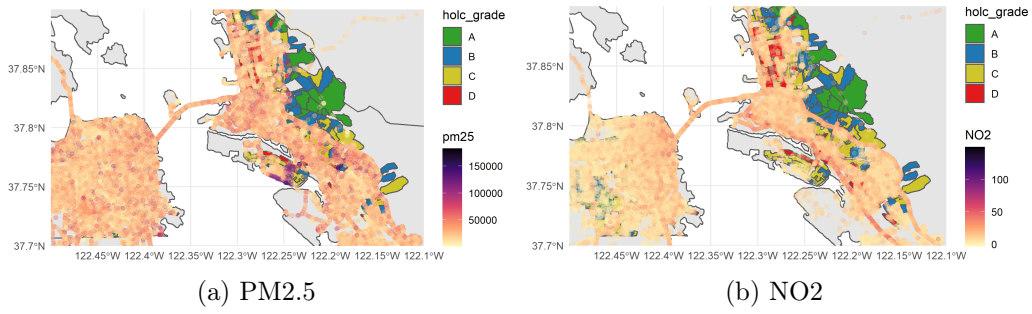 holc_grade
A
B
C
D
pm25
150000
100000
50000
37.85°N
37.8°N
37.75°N
37.7°N
122.45°W 122.4°W 122.35°W 122.3°W 122.25°W 122.2°W 122.15°W 122.1°W
(a) PM2.5
holc_grade
A
B
C
D
NO2
100
50
0
37.85°N
37.8°N
37.75°N
37.7°N
122.45°W 122.4°W 122.35°W 122.3°W 122.25°W 122.2°W 122.15°W 122.1°W
(b) NO2